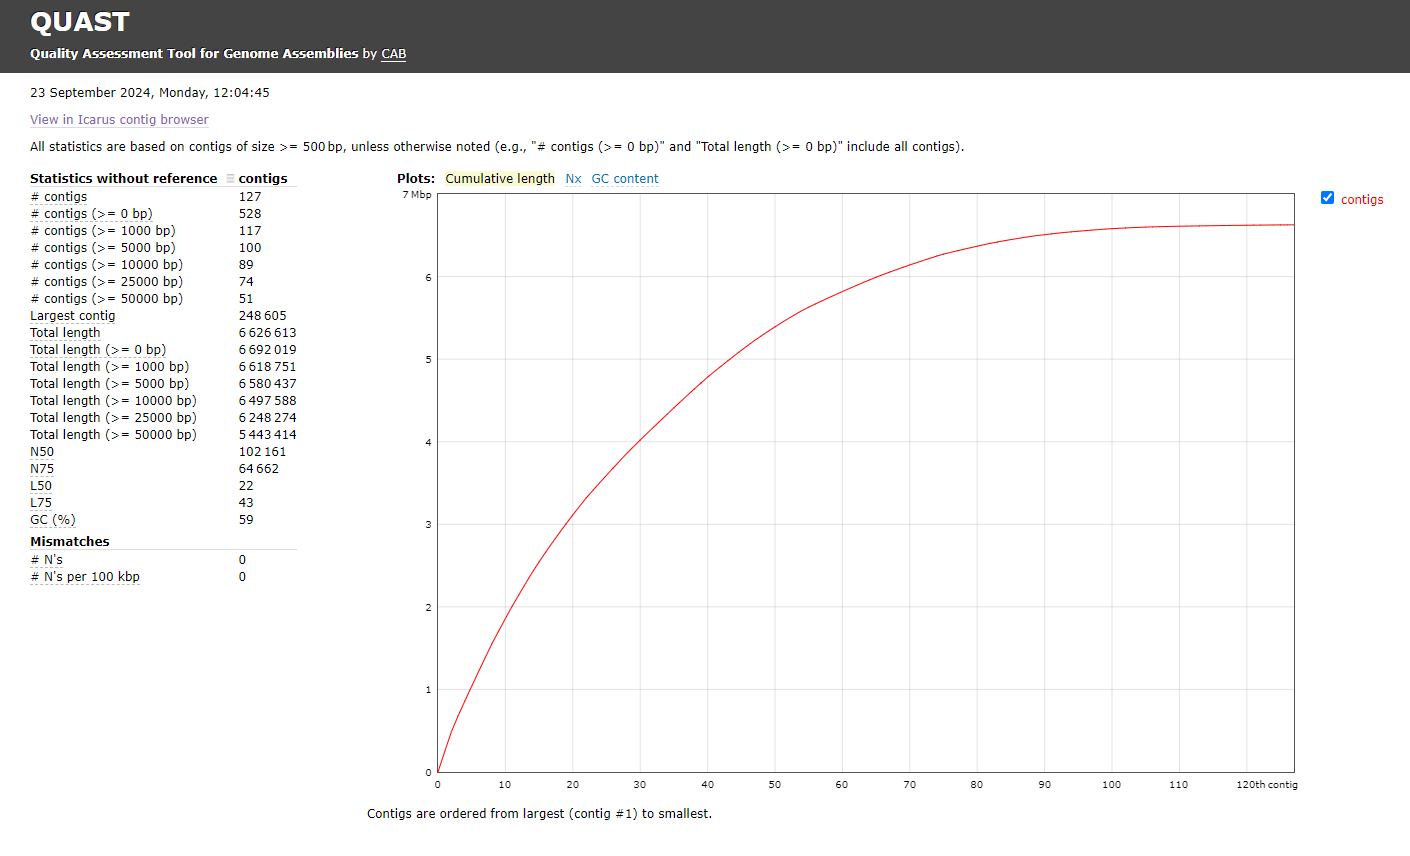 QUAST
Quality Assessment Tool for Genome Assemblies by CAB
23 September 2024, Monday, 12:04:45
View in Icarus contig browser
All statistics are based on contigs of size >= 500 bp, unless otherwise noted (e.g., "# contigs (>= 0 bp)" and "Total length (>= 0 bp)" include all contigs).
Statistics without reference contigs
# contigs 127
# contigs (>= 0 bp) 528
# contigs (>= 1000 bp) 117
# contigs (>= 5000 bp) 100
# contigs (>= 10000 bp) 89
# contigs (>= 25000 bp) 74
# contigs (>= 50000 bp) 51
Largest contig 248 605
Total length 6 626 613
Total length (>= 0 bp) 6 692 019
Total length (>= 1000 bp) 6 618 751
Total length (>= 5000 bp) 6 580 437
Total length (>= 10000 bp) 6 497 588
Total length (>= 25000 bp) 6 248 274
Total length (>= 50000 bp) 5 443 414
N50 102 161
N75 64 662
L50 22
L75 43
GC (%) 59
Mismatches
# N's 0
# N's per 100 kbp 0
Plots: Cumulative length Nx GC content
7 Mbp
6
5
4
3
2
1
0
0 10 20 30 40 50 60 70 80 90 100 110 120th contig
contigs
Contigs are ordered from largest (contig #1) to smallest.